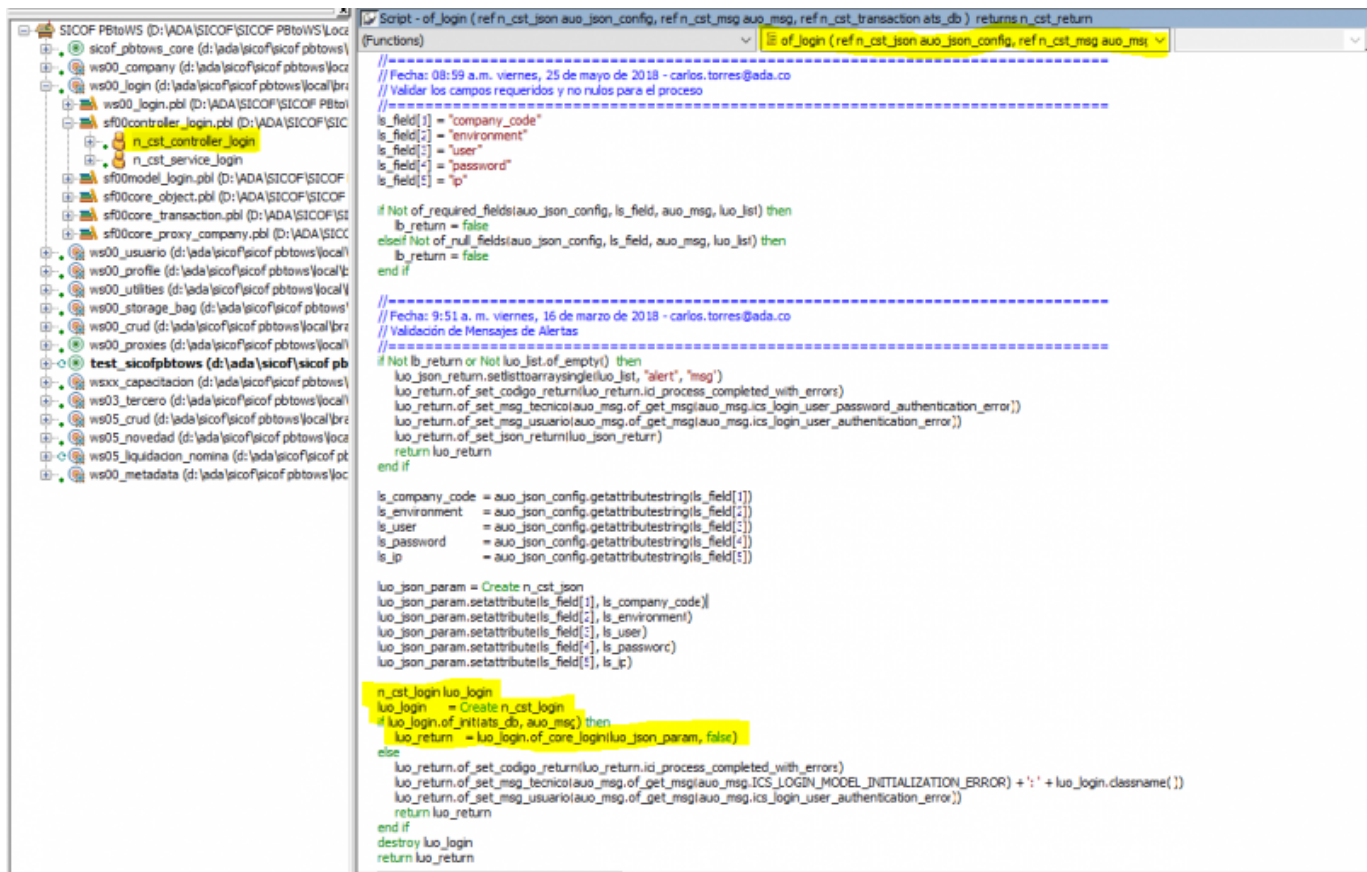 SICOF PBtoWS (D:\ADA\SICOF\SICOF PBtoWS\Loca
sicof_pbtows_core (d:\ada\sicof\sicof pbtows\
ws00_company (d:\ada\sicof\sicof pbtows\loca
ws00_login (d:\ada\sicof\sicof pbtows\local\bra
ws00_login.pbl (D:\ADA\SICOF\SICOF PBtoW
sf00controller_login.pbl (D:\ADA\SICOF\SIC
n_cst_controller_login
n_cst_service_login
sf00model_login.pbl (D:\ADA\SICOF\SICOF
sf00core_object.pbl (D:\ADA\SICOF\SICOF
sf00core_transaction.pbl (D:\ADA\SICOF\SI
sf00core_proxy_company.pbl (D:\ADA\SICO
ws00_usuario (d:\ada\sicof\sicof pbtows\local\
ws00_profile (d:\ada\sicof\sicof pbtows\local\b
ws00_utilities (d:\ada\sicof\sicof pbtows\local\
ws00_storage_bag (d:\ada\sicof\sicof pbtows\
ws00_crud (d:\ada\sicof\sicof pbtows\local\bra
ws00_proxies (d:\ada\sicof\sicof pbtows\local\
test_sicofpbtows (d:\ada\sicof\sicof pb
wsxx_capacitacion (d:\ada\sicof\sicof pbtows\
ws03_tercero (d:\ada\sicof\sicof pbtows\local\
ws05_crud (d:\ada\sicof\sicof pbtows\local\bra
ws05_novedad (d:\ada\sicof\sicof pbtows\loca
ws05_liquidacion_nomina (d:\ada\sicof\sicof pb
ws00_metadata (d:\ada\sicof\sicof pbtows\loc
Script - of_login ( ref n_cst_json auo_json_config, ref n_cst_msg auo_msg, ref n_cst_transaction ats_db ) returns n_cst_return
(Functions)
of_login ( ref n_cst_json auo_json_config, ref n_cst_msg auo_msg
//==============================================================================
// Fecha: 08:59 a.m. viernes, 25 de mayo de 2018 - carlos.torres@ada.co
// Validar los campos requeridos y no nulos para el proceso
//==============================================================================
ls_field[1] = "company_code"
ls_field[2] = "environment"
ls_field[3] = "user"
ls_field[4] = "password"
ls_field[5] = "ip"
if Not of_required_fields(auo_json_config, ls_field, auo_msg, luo_list) then
lb_return = false
elseif Not of_null_fields(auo_json_config, ls_field, auo_msg, luo_list) then
lb_return = false
end if
//==============================================================================
// Fecha: 9:51 a. m. viernes, 16 de marzo de 2018 - carlos.torres@ada.co
// Validación de Mensajes de Alertas
//==============================================================================
if Not lb_return or Not luo_list.of_empty() then
luo_json_return.setlisttoarraysingle(luo_list, "alert", "msg")
luo_return.of_set_codigo_return(luo_return.ici_process_completed_with_errors)
luo_return.of_set_msg_tecnico(auo_msg.of_get_msg(auo_msg.ics_login_user_password_authentication_error))
luo_return.of_set_msg_usuario(auo_msg.of_get_msg(auo_msg.ics_login_user_authentication_error))
luo_return.of_set_json_return(luo_json_return)
return luo_return
end if
ls_company_code = auo_json_config.getattributestring(ls_field[1])
ls_environment = auo_json_config.getattributestring(ls_field[2])
ls_user = auo_json_config.getattributestring(ls_field[3])
ls_password = auo_json_config.getattributestring(ls_field[4])
ls_ip = auo_json_config.getattributestring(ls_field[5])
luo_json_param = Create n_cst_json
luo_json_param.setattribute(ls_field[1], ls_company_code)
luo_json_param.setattribute(ls_field[2], ls_environment)
luo_json_param.setattribute(ls_field[3], ls_user)
luo_json_param.setattribute(ls_field[4], ls_password)
luo_json_param.setattribute(ls_field[5], ls_ip)
n_cst_login luo_login
luo_login = Create n_cst_login
if luo_login.of_init(ats_db, auo_msg) then
luo_return = luo_login.of_core_login(luo_json_param, false)
else
luo_return.of_set_codigo_return(luo_return.ici_process_completed_with_errors)
luo_return.of_set_msg_tecnico(auo_msg.of_get_msg(auo_msg.ICS_LOGIN_MODEL_INITIALIZATION_ERROR) + ': ' + luo_login.classname( ))
luo_return.of_set_msg_usuario(auo_msg.of_get_msg(auo_msg.ics_login_user_authentication_error))
return luo_return
end if
destroy luo_login
return luo_return